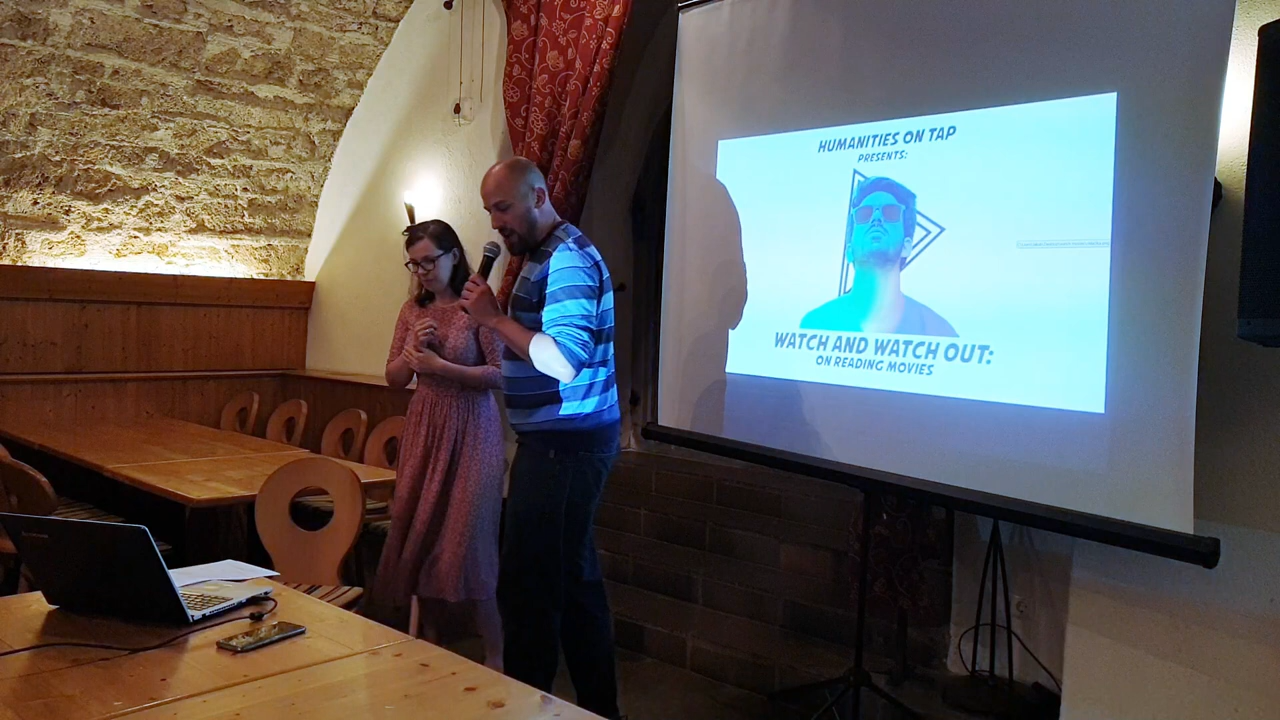 HUMANITIES ON TAP
PRESENTS:
WATCH AND WATCH OUT:
ON READING MOVIES